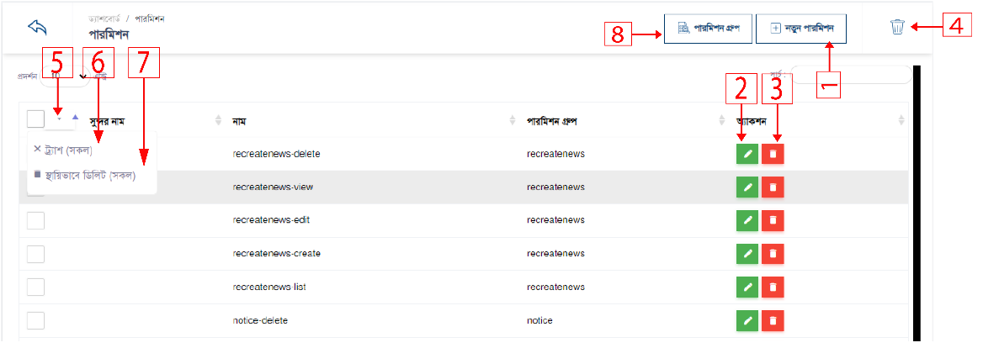 ড্যাশবোর্ড / পারমিশন
পারমিশন
8
পারমিশন গ্রুপ
নতুন পারমিশন
4
5
6
7
প্রদর্শন 10
সার্চ :
1
2
3
সুন্দর নাম
নাম
পারমিশন গ্রুপ
অ্যাকশন
ট্র্যাশ (সকল)
recreatenews-delete
recreatenews
স্থায়িভাবে ডিলিট (সকল)
recreatenews-view
recreatenews
recreatenews-edit
recreatenews
recreatenews-create
recreatenews
recreatenews-list
recreatenews
notice-delete
notice